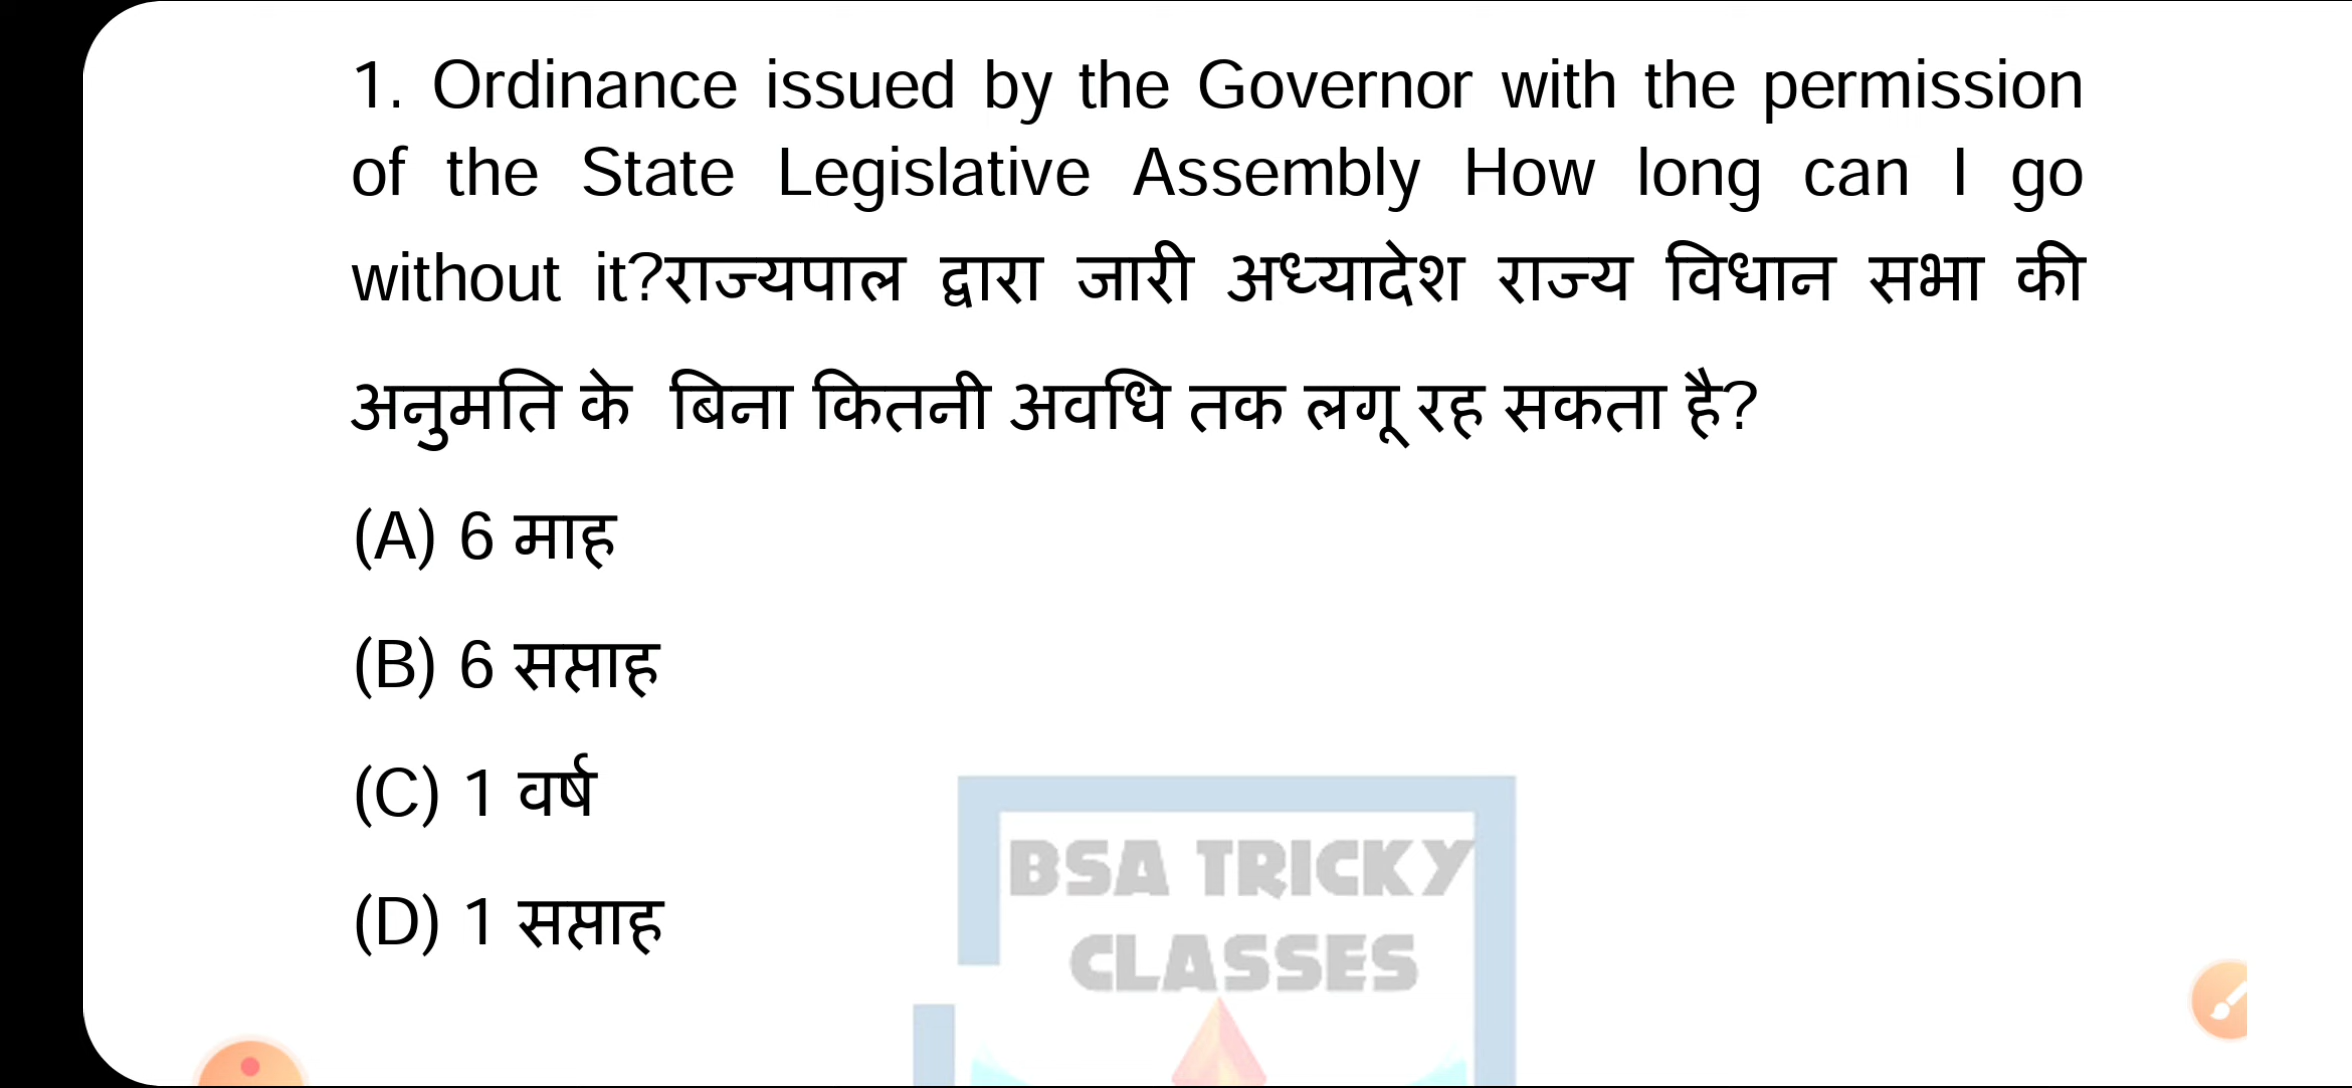 1. Ordinance issued by the Governor with the permission
of the State Legislative Assembly How long can I go
without it?राज्यपाल द्वारा जारी अध्यादेश राज्य विधान सभा की
अनुमति के बिना कितनी अवधि तक लगू रह सकता है?
(A) 6 माह
(B) 6 सप्ताह
(C) 1 वर्ष
(D) 1 सप्ताह
BSA TRICKY
CLASSES